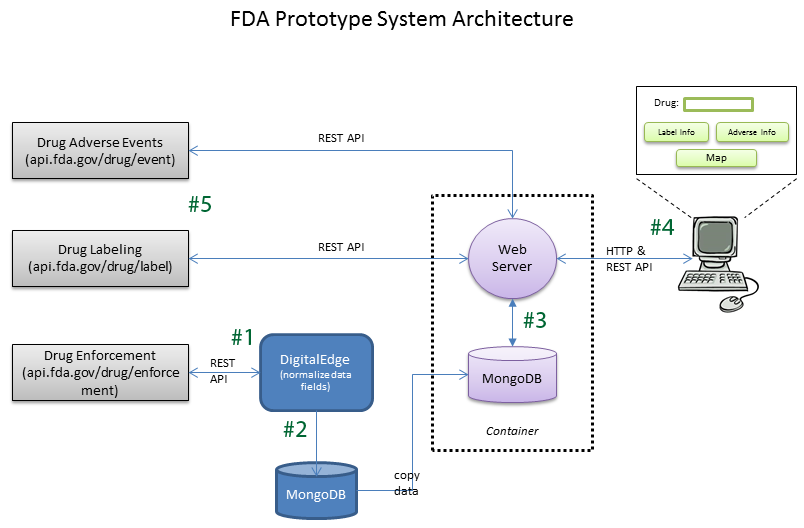 FDA Prototype System Architecture
Drug:
Label Info
Adverse Info
Map
Drug Adverse Events
(api.fda.gov/drug/event)
REST API
#5
#4
Drug Labeling
(api.fda.gov/drug/label)
REST API
Web
Server
HTTP &
REST API
#1
#3
Drug Enforcement
(api.fda.gov/drug/enforce
ment)
REST
API
DigitalEdge
(normalize data
fields)
MongoDB
#2
Container
copy
data
MongoDB